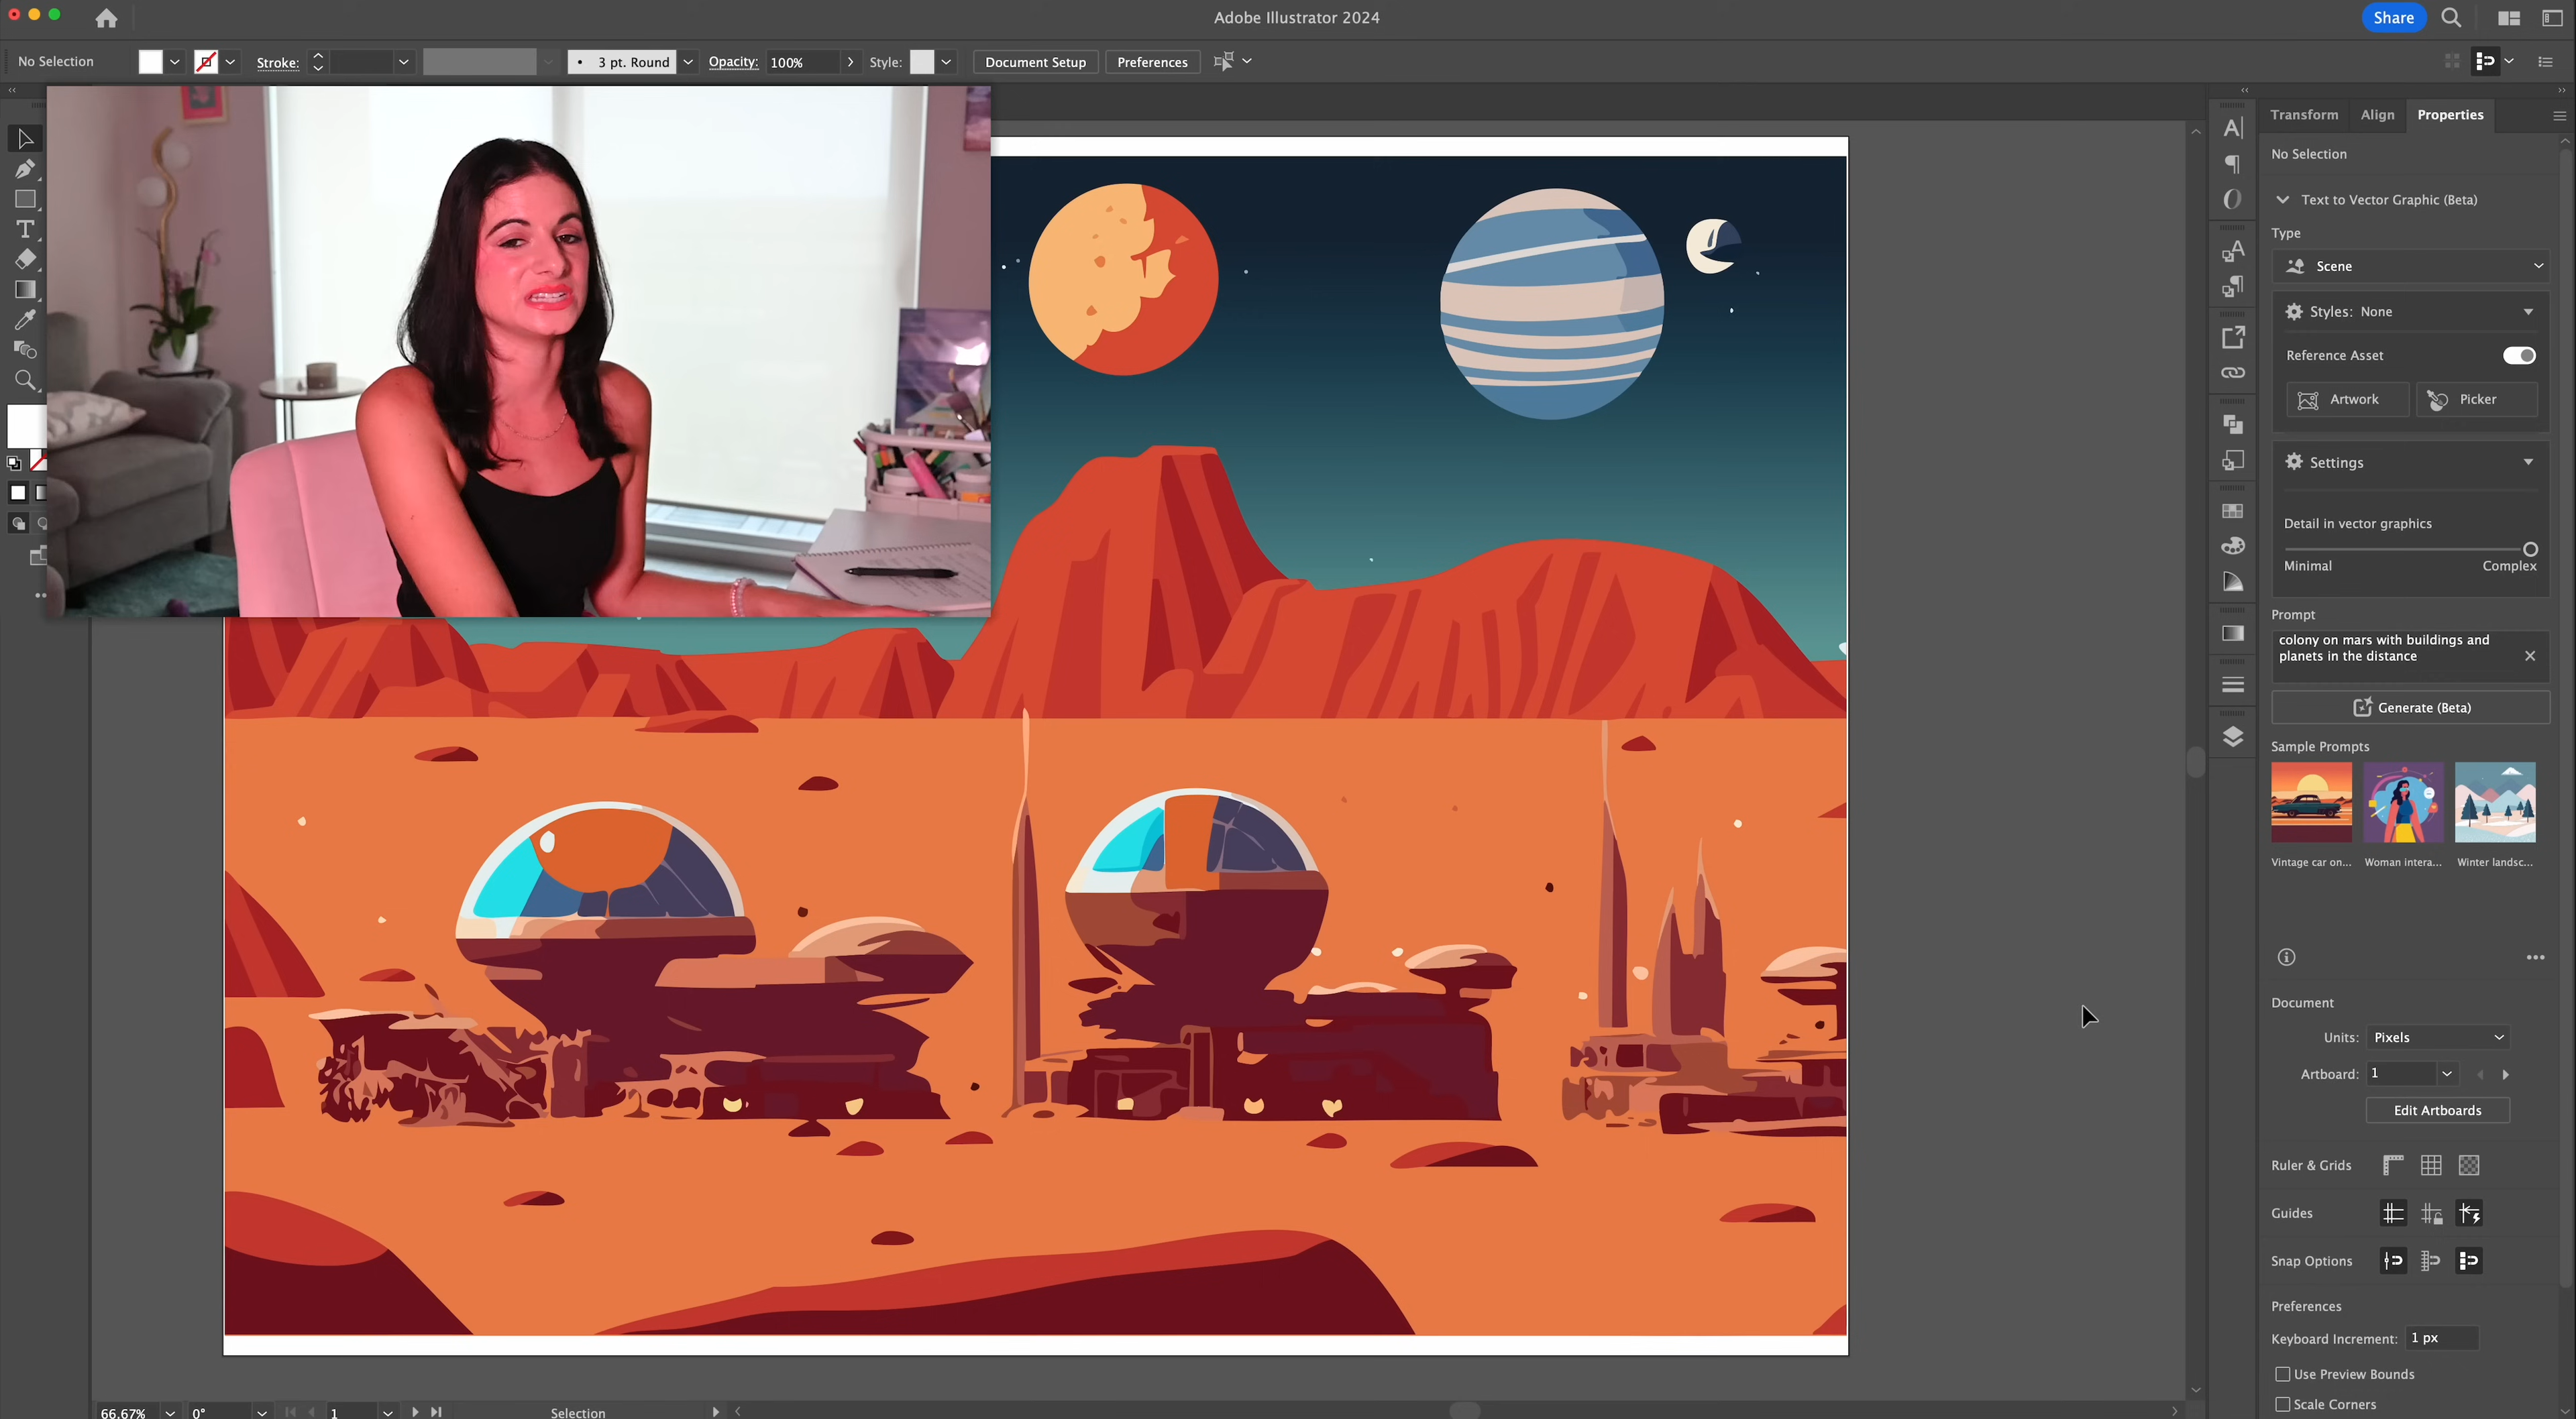 Adobe Illustrator 2024
Share
No Selection
Stroke:
3 pt. Round
Opacity:
100%
Style:
Document Setup
Preferences
Transform
Align
Properties
No Selection
Text to Vector Graphic (Beta)
Type
Scene
Styles: None
Reference Asset
Artwork
Picker
Settings
Detail in vector graphics
Minimal
Complex
Prompt
colony on mars with buildings and
planets in the distance
Generate (Beta)
Sample Prompts
Vintage car on...
Woman intera...
Winter landsc...
Document
Units:
Pixels
Artboard:
1
Edit Artboards
Ruler & Grids
Guides
Snap Options
Preferences
Keyboard Increment:
1 px
Use Preview Bounds
Scale Corners
66.67%
0°
1
Selection